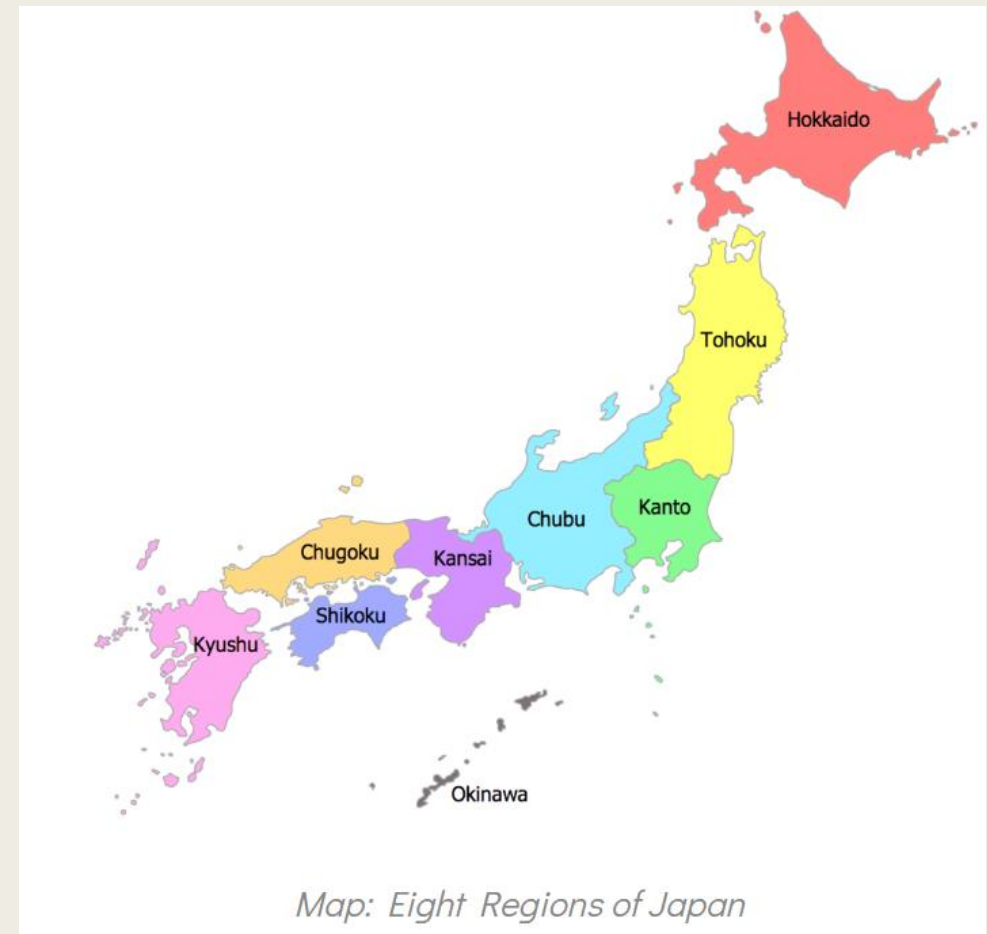 Hokkaido
Tohoku
Kanto
Chubu
Kansai
Chugoku
Shikoku
Kyushu
Okinawa
Map: Eight Regions of Japan